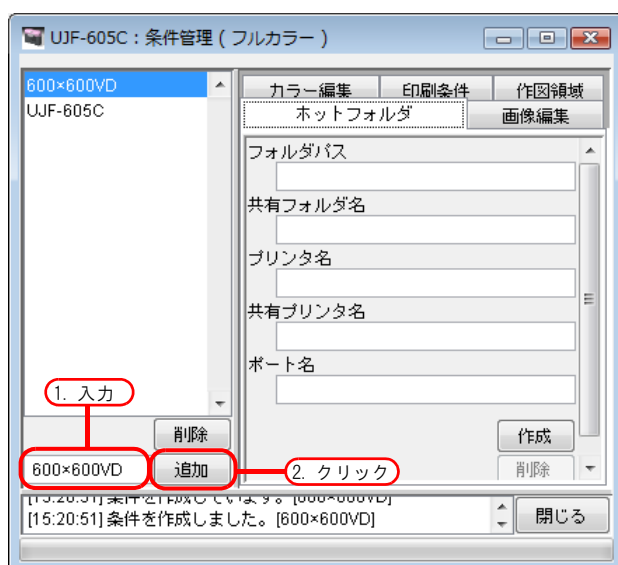 UJF-605C：条件管理 ( フルカラー )
600×600VD
UJF-605C
カラー編集 印刷条件 作図領域
ホットフォルダ 画像編集
フォルダパス
共有フォルダ名
プリンタ名
共有プリンタ名
ポート名
1. 入力
削除
作成
600×600VD 追加
2. クリック
削除
[15:20:51] 条件を作成しています。[600×600VD]
[15:20:51] 条件を作成しました。[600×600VD]
閉じる